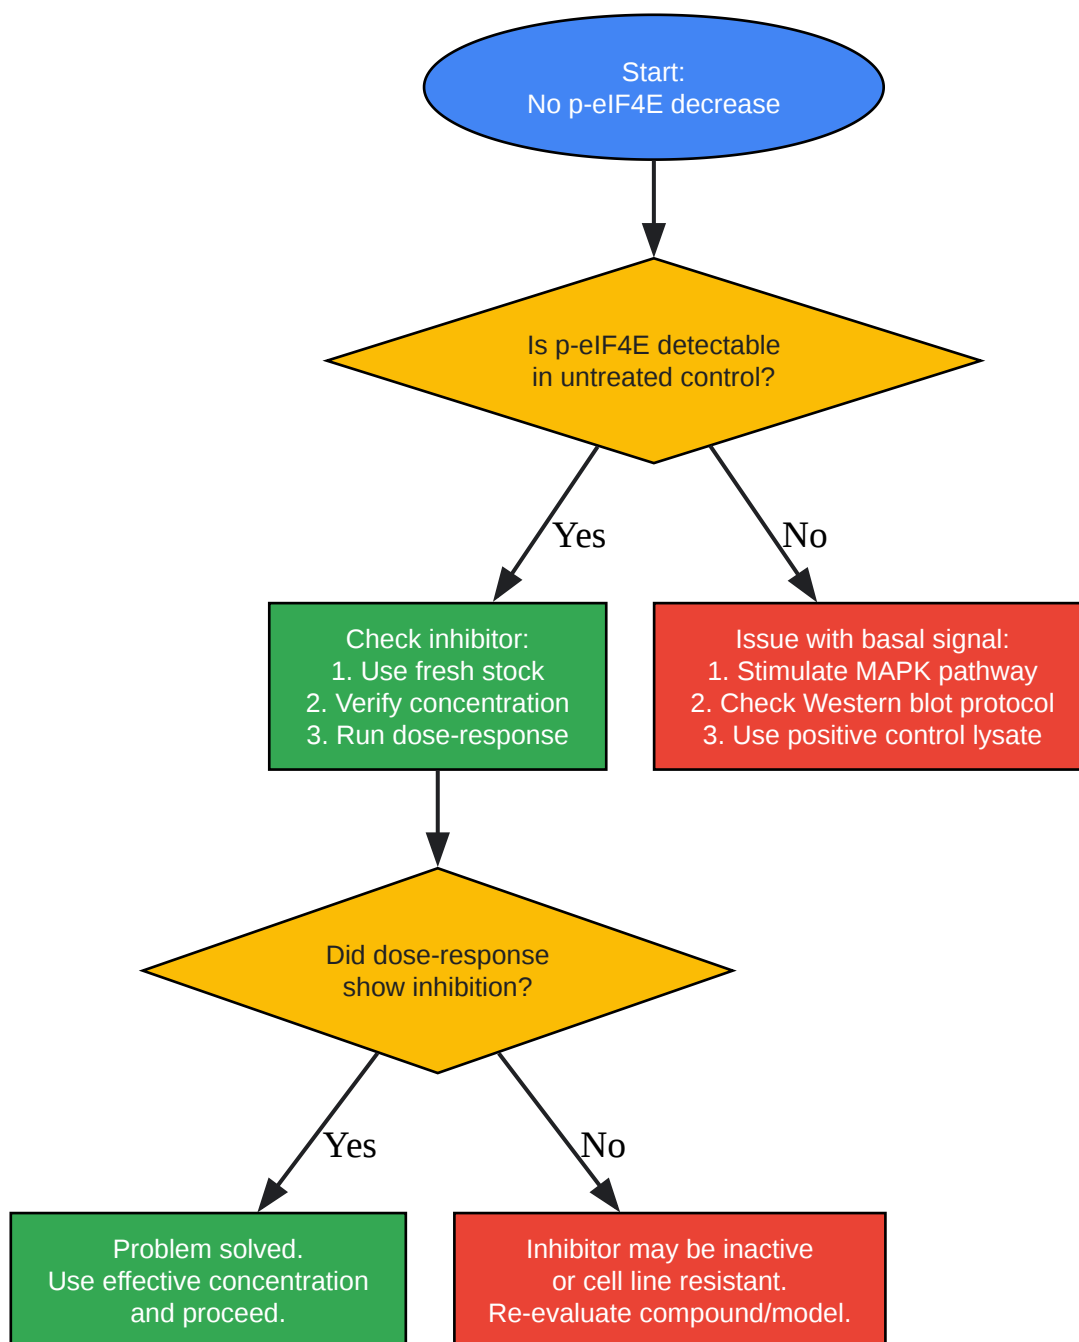 Start:
No p-eIF4E decrease
Is p-eIF4E detectable
in untreated control?
Yes
No
Check inhibitor:
1. Use fresh stock
2. Verify concentration
3. Run dose-response
Issue with basal signal:
1. Stimulate MAPK pathway
2. Check Western blot protocol
3. Use positive control lysate
Did dose-response
show inhibition?
Yes
No
Problem solved.
Use effective concentration
and proceed.
Inhibitor may be inactive
or cell line resistant.
Re-evaluate compound/model.